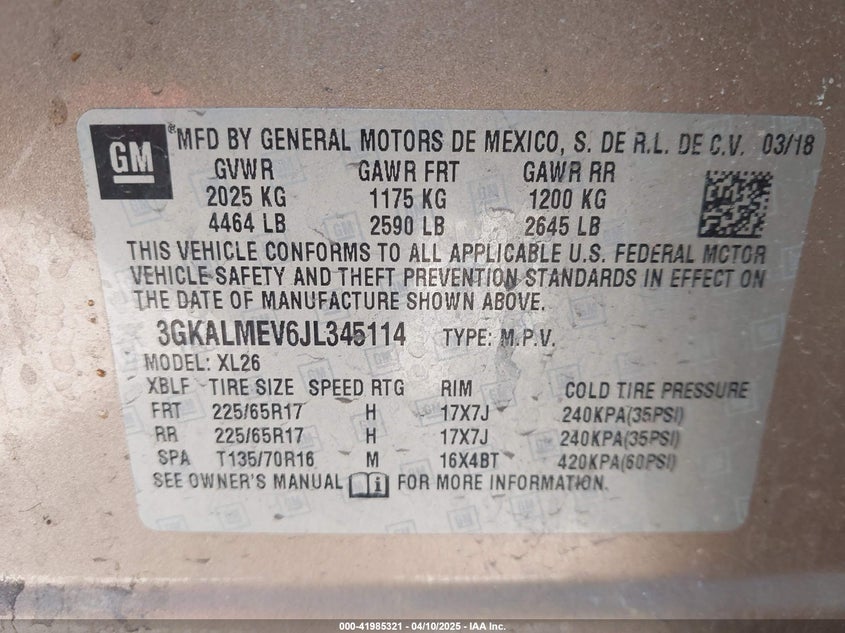 GM ® MFD BY GENERAL MOTORS DE MEXICO, S. DE R.L. DE C.V. 03/18
GVWR GAWR FRT GAWR RR
2025 KG 1175 KG 1200 KG
4464 LB 2590 LB 2645 LB
THIS VEHICLE CONFORMS TO ALL APPLICABLE U.S. FEDERAL MOTOR
VEHICLE SAFETY AND THEFT PREVENTION STANDARDS IN EFFECT ON
THE DATE OF MANUFACTURE SHOWN ABOVE.
3GKALMEV6JL345114 TYPE: M.P.V.
MODEL: XL26
XBLF TIRE SIZE SPEED RTG RIM COLD TIRE PRESSURE
FRT 225/65R17 H 17X7J 240KPA(35PSI)
RR 225/65R17 H 17X7J 240KPA(35PSI)
SPA T135/70R16 M 16X4BT 420KPA(60PSI)
SEE OWNER'S MANUAL i FOR MORE INFORMATION.
000-41985321 - 04/10/2025 - IAA Inc.